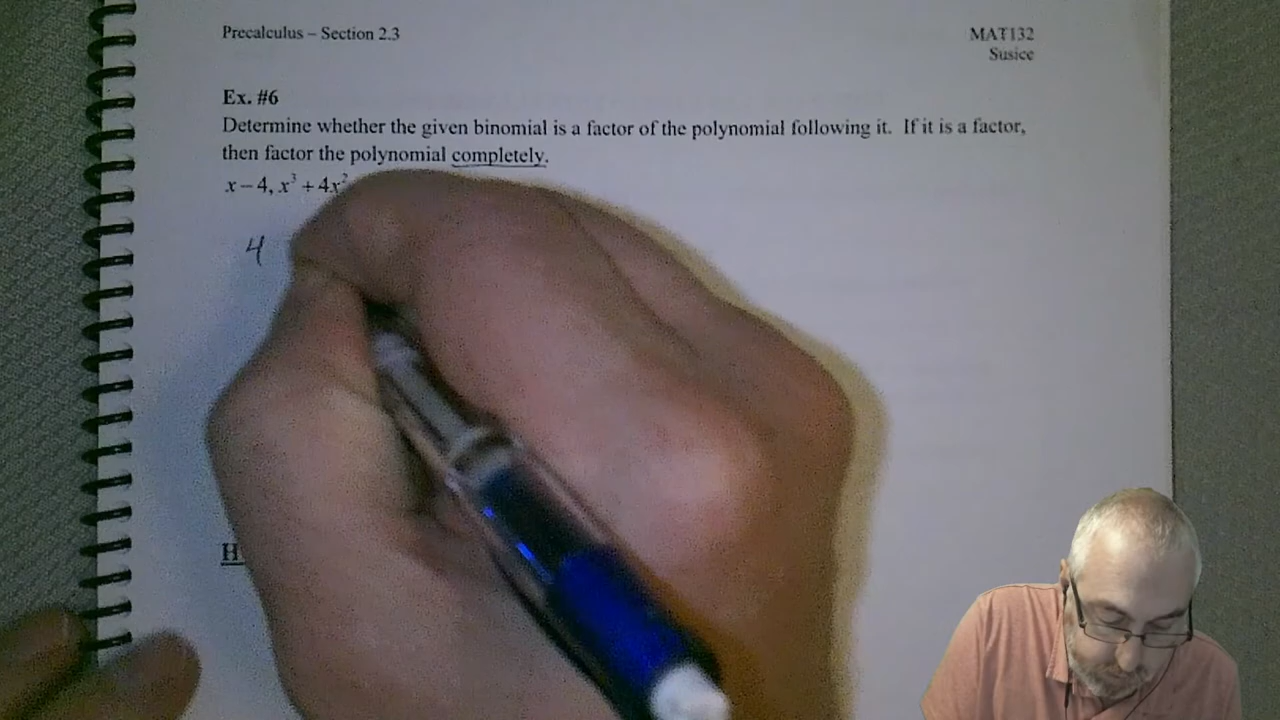 Precalculus – Section 2.3
MAT132
Susice
Ex. #6
Determine whether the given binomial is a factor of the polynomial following it. If it is a factor,
then factor the polynomial completely.
x – 4, x³ + 4x²
4
H